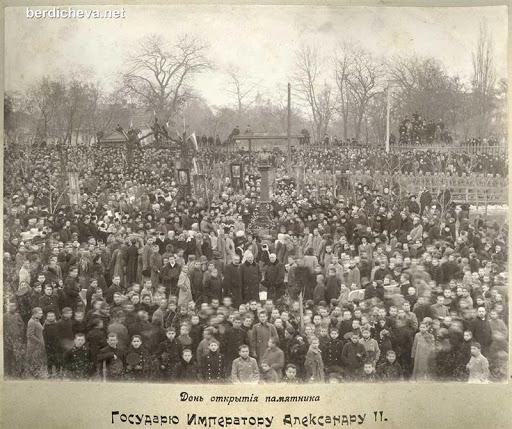 berdicheva.net
День открытія памятника
Государю Императору Александру II.